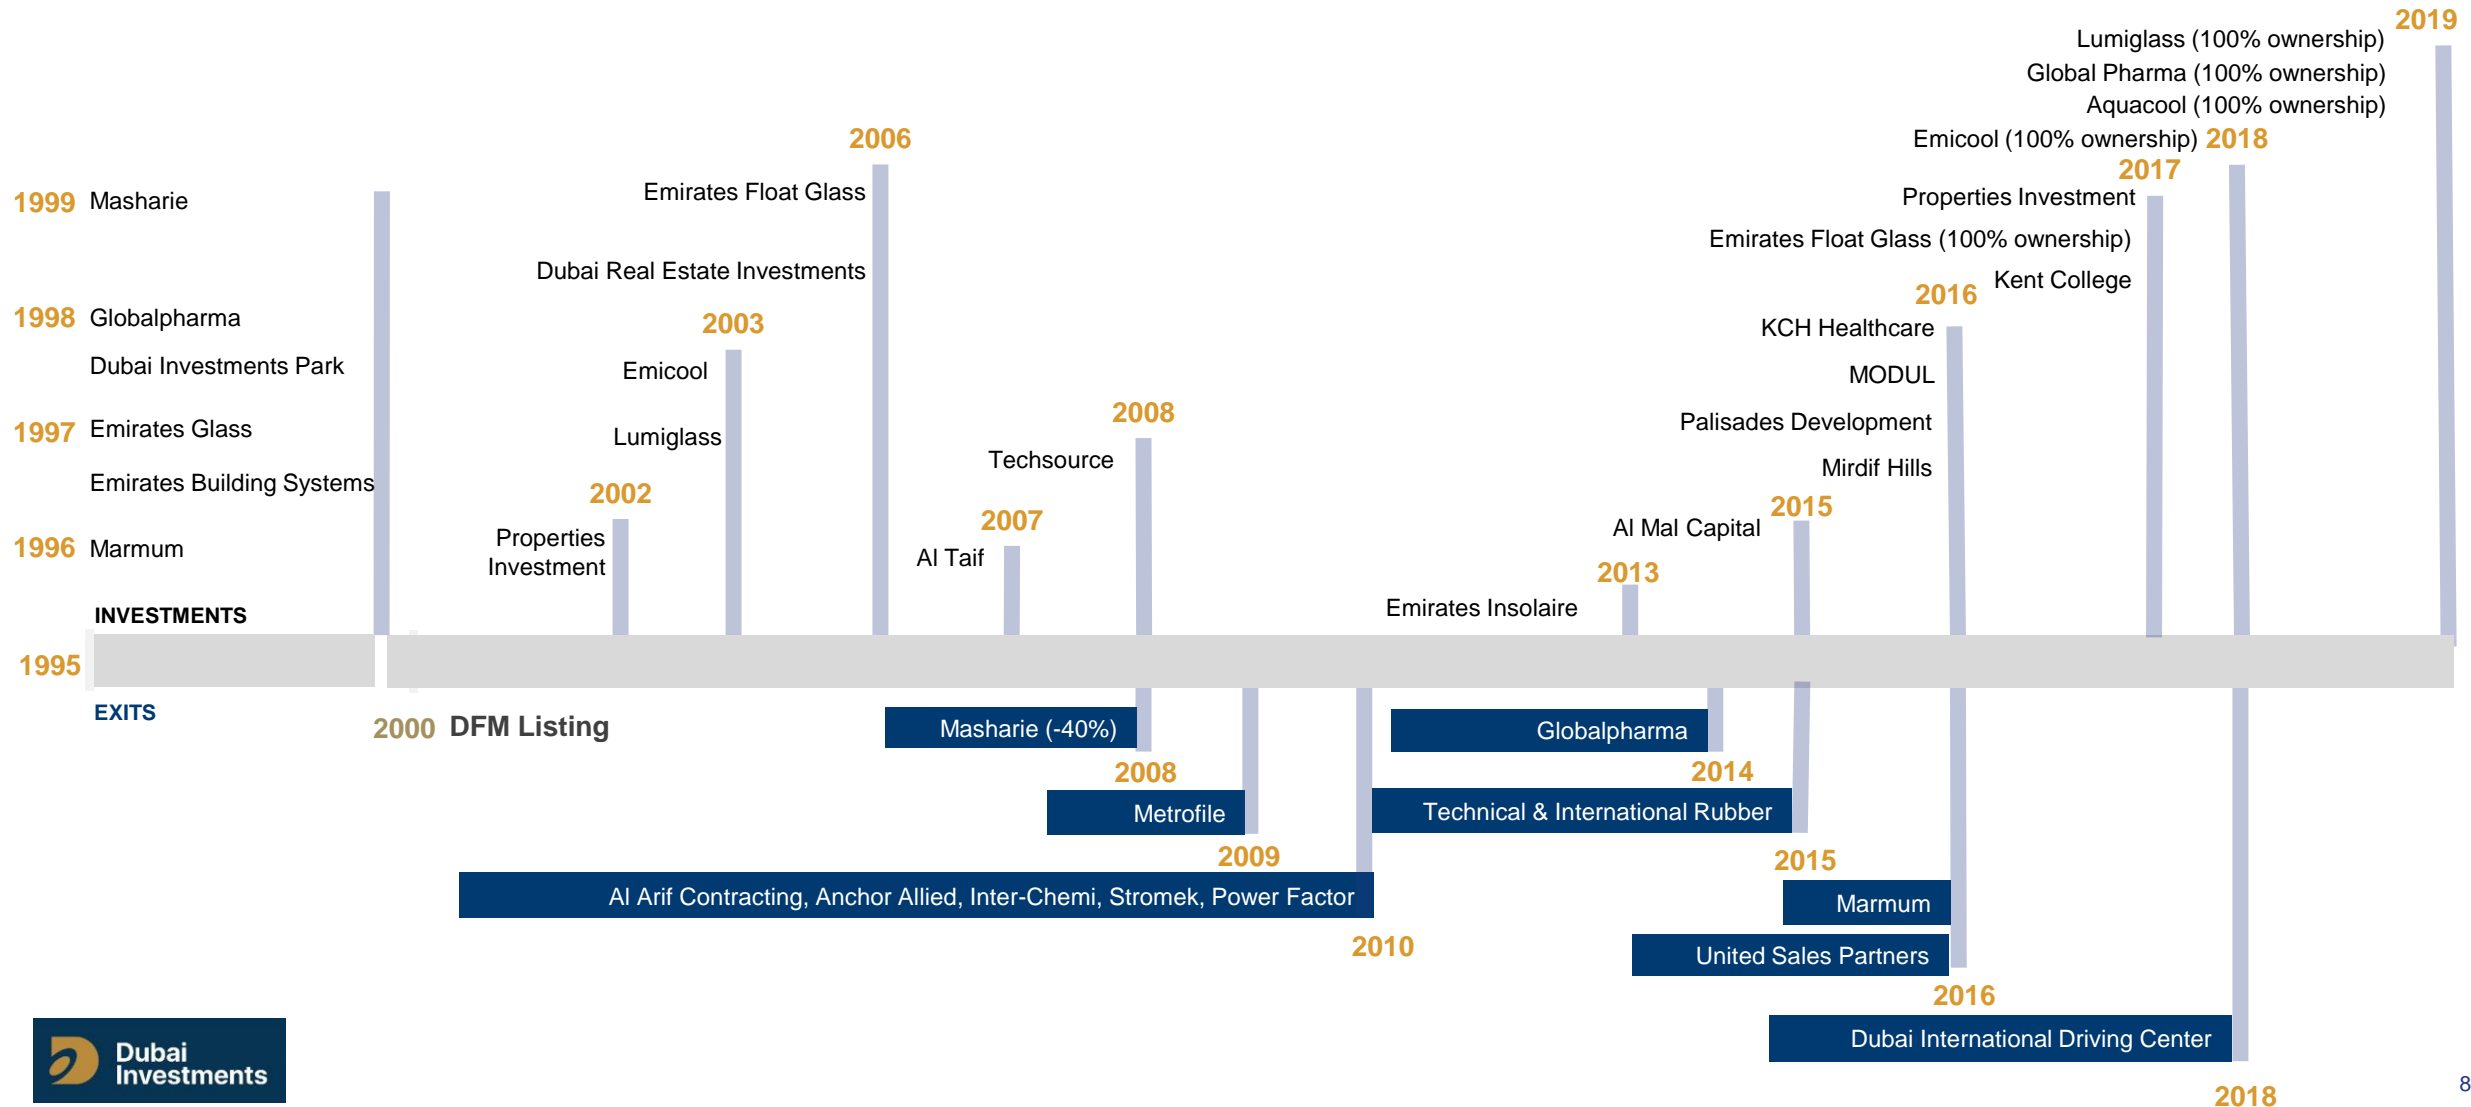 2019
Lumiglass (100% ownership)
Global Pharma (100% ownership)
Aquacool (100% ownership)
Emicool (100% ownership) 2018
2017
Properties Investment
Emirates Float Glass (100% ownership)
Kent College
2016
KCH Healthcare
MODUL
Palisades Development
Mirdif Hills
2015
Al Mal Capital
2013
Emirates Insolaire
2008
Techsource
2007
Al Taif
2006
Emirates Float Glass
Dubai Real Estate Investments
2003
Emicool
Lumiglass
2002
Properties
Investment
1999 Masharie
1998 Globalpharma
Dubai Investments Park
1997 Emirates Glass
Emirates Building Systems
1996 Marmum
INVESTMENTS
1995
EXITS
2000 DFM Listing
Masharie (-40%)
2008
Metrofile
2009
Al Arif Contracting, Anchor Allied, Inter-Chemi, Stromek, Power Factor
2010
Globalpharma
2014
Technical & International Rubber
2015
Marmum
United Sales Partners
2016
Dubai International Driving Center
2018
Dubai
Investments
8